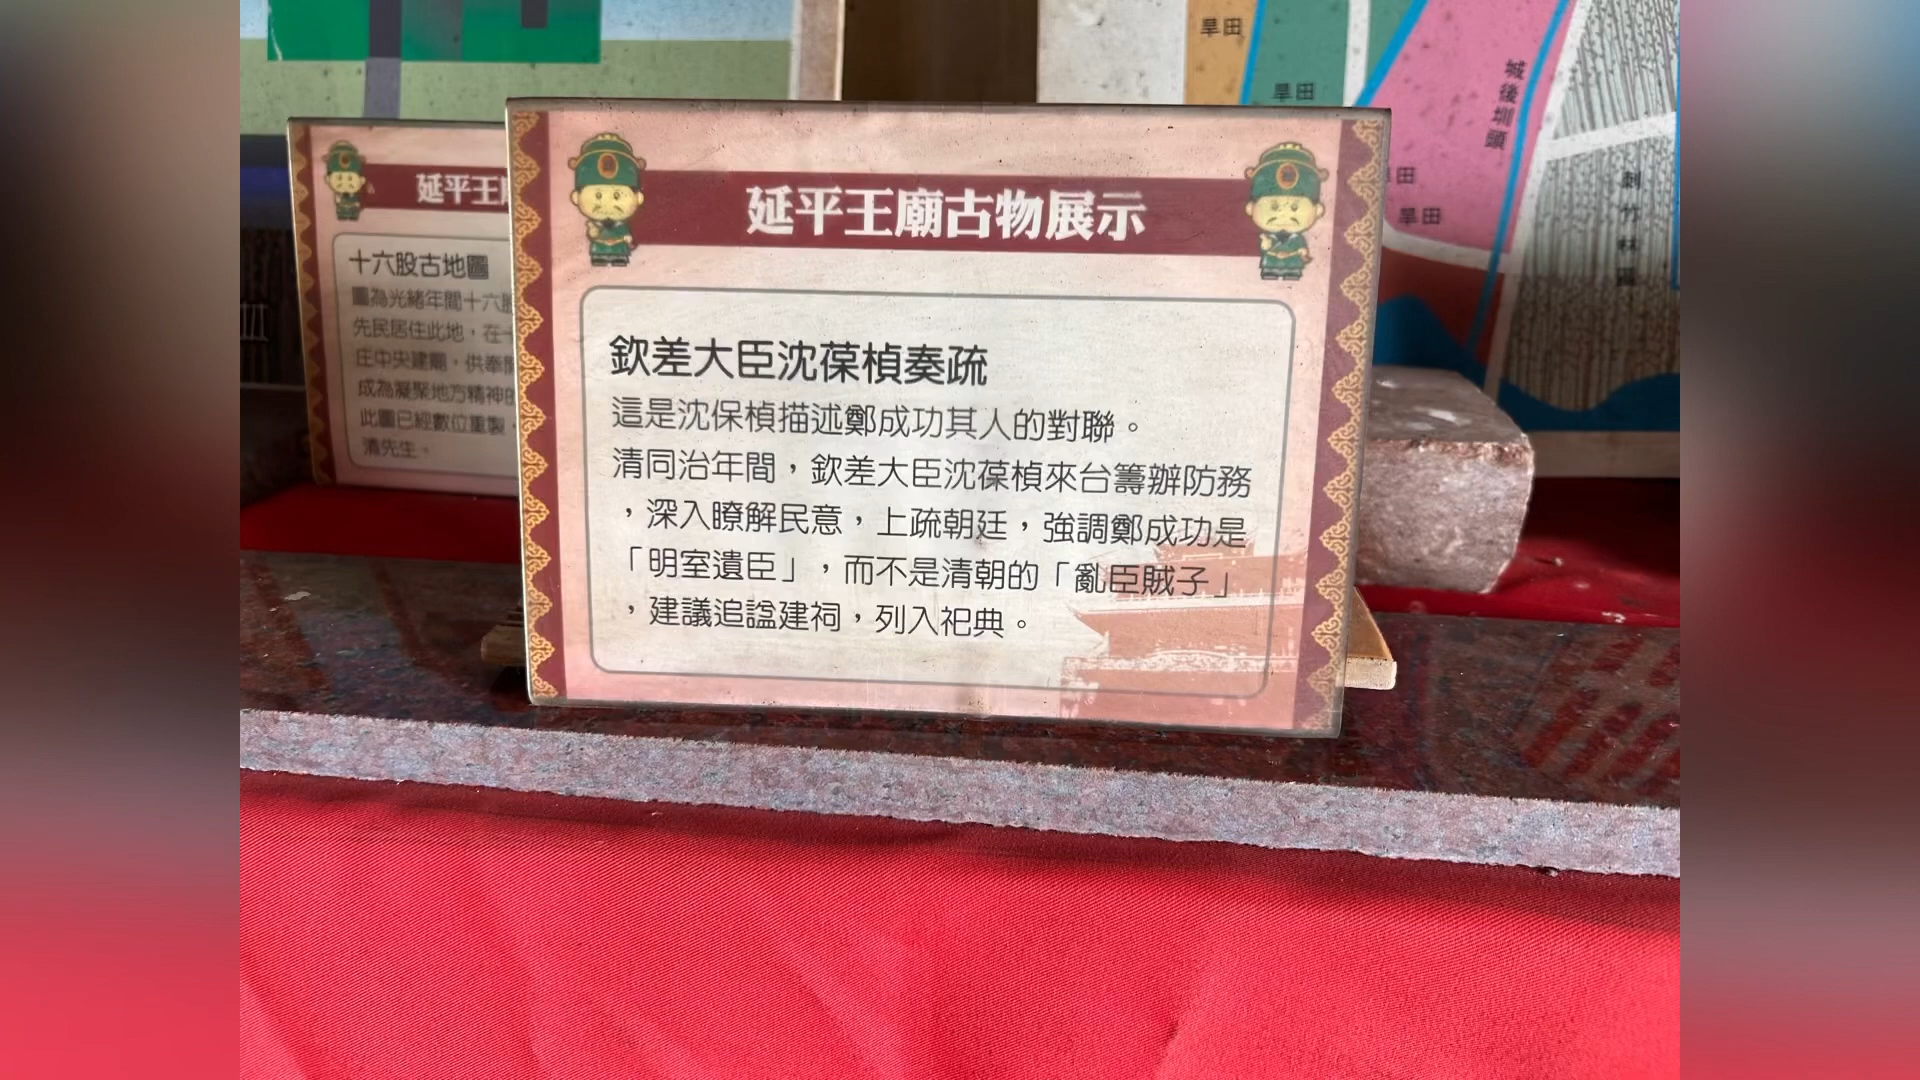 延平王廟古物展示
欽差大臣沈葆楨奏疏
這是沈保楨描述鄭成功其人的對聯。
清同治年間，欽差大臣沈葆楨來台籌辦防務
，深入瞭解民意，上疏朝廷，強調鄭成功是
「明室遺臣」，而不是清朝的「亂臣賊子」
，建議追諡建祠，列入祀典。
延平王
十六股古地圖
圖為光緒年間十六股
先民居住此地，在
庄中央建廟，供奉
成為凝聚地方精神的
此圖已經數位重製，
清先生。
旱田
旱田
城後圳頭
旱田
旱田
刺竹林區